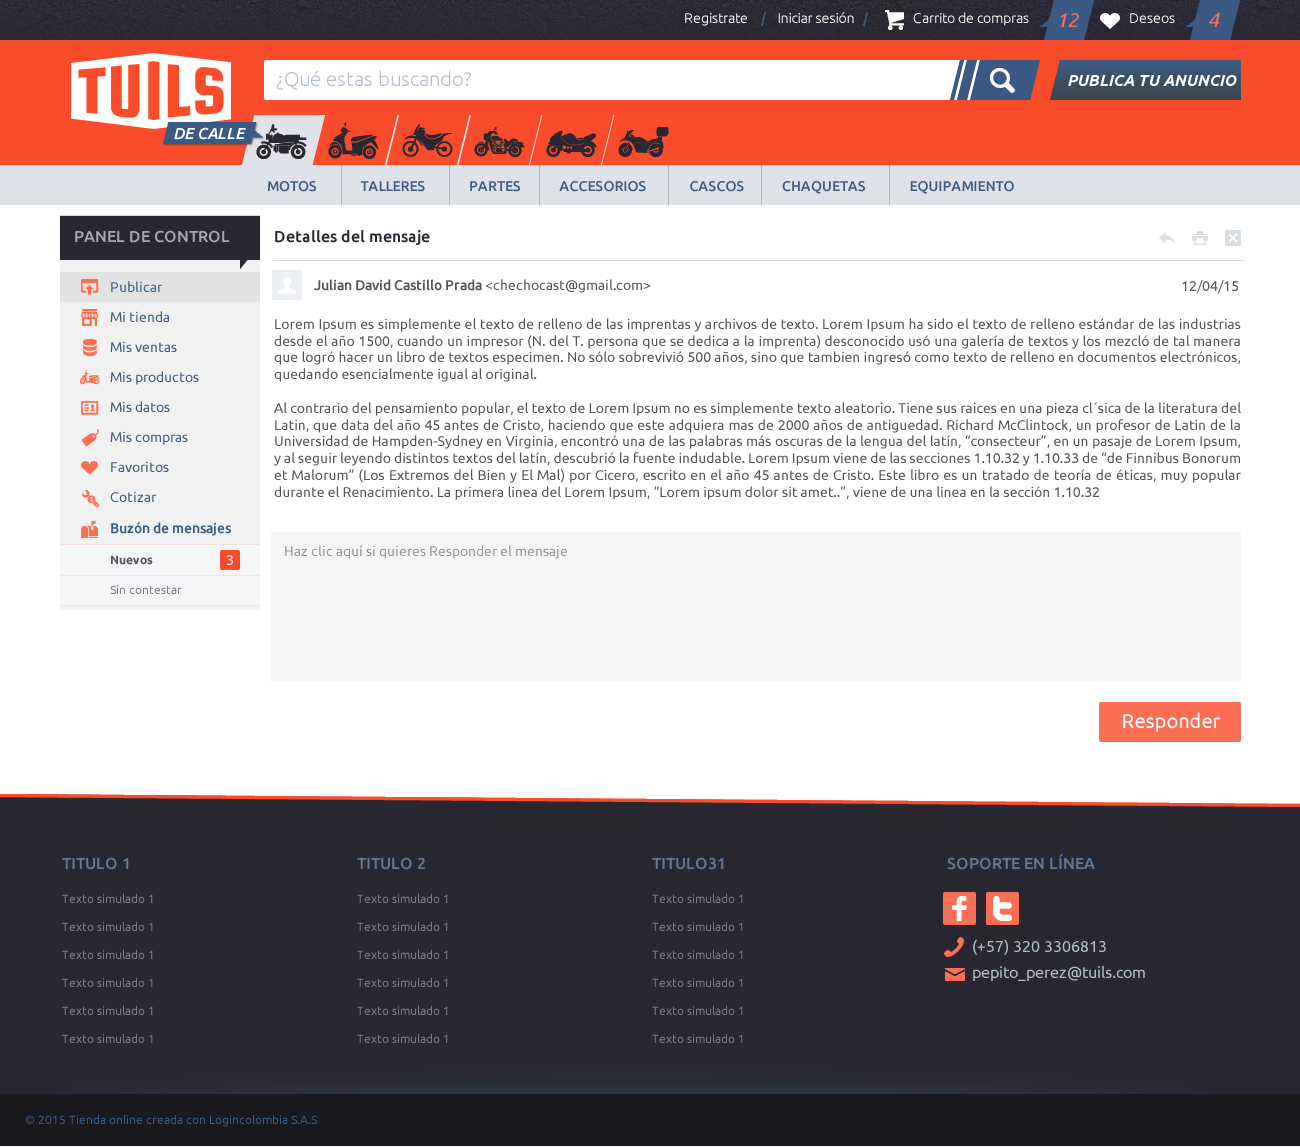 Registrate / Iniciar sesión / Carrito de compras 12 Deseos 4
TUILS
DE CALLE
¿Qué estas buscando?
PUBLICA TU ANUNCIO
MOTOS TALLERES PARTES ACCESORIOS CASCOS CHAQUETAS EQUIPAMIENTO
PANEL DE CONTROL
Publicar
Mi tienda
Mis ventas
Mis productos
Mis datos
Mis compras
Favoritos
Cotizar
Buzón de mensajes
Nuevos 3
Sin contestar
Detalles del mensaje
Julian David Castillo Prada <chechocast@gmail.com> 12/04/15
Lorem Ipsum es simplemente el texto de relleno de las imprentas y archivos de texto. Lorem Ipsum ha sido el texto de relleno estándar de las industrias
desde el año 1500, cuando un impresor (N. del T. persona que se dedica a la imprenta) desconocido usó una galería de textos y los mezcló de tal manera
que logró hacer un libro de textos especimen. No sólo sobrevivió 500 años, sino que tambien ingresó como texto de relleno en documentos electrónicos,
quedando esencialmente igual al original.
Al contrario del pensamiento popular, el texto de Lorem Ipsum no es simplemente texto aleatorio. Tiene sus raices en una pieza cl´sica de la literatura del
Latin, que data del año 45 antes de Cristo, haciendo que este adquiera mas de 2000 años de antiguedad. Richard McClintock, un profesor de Latin de la
Universidad de Hampden-Sydney en Virginia, encontró una de las palabras más oscuras de la lengua del latín, “consecteur”, en un pasaje de Lorem Ipsum,
y al seguir leyendo distintos textos del latín, descubrió la fuente indudable. Lorem Ipsum viene de las secciones 1.10.32 y 1.10.33 de “de Finnibus Bonorum
et Malorum” (Los Extremos del Bien y El Mal) por Cicero, escrito en el año 45 antes de Cristo. Este libro es un tratado de teoría de éticas, muy popular
durante el Renacimiento. La primera linea del Lorem Ipsum, “Lorem ipsum dolor sit amet..”, viene de una linea en la sección 1.10.32
Haz clic aquí si quieres Responder el mensaje
Responder
TITULO 1
Texto simulado 1
Texto simulado 1
Texto simulado 1
Texto simulado 1
Texto simulado 1
Texto simulado 1
TITULO 2
Texto simulado 1
Texto simulado 1
Texto simulado 1
Texto simulado 1
Texto simulado 1
Texto simulado 1
TITULO31
Texto simulado 1
Texto simulado 1
Texto simulado 1
Texto simulado 1
Texto simulado 1
Texto simulado 1
SOPORTE EN LÍNEA
(+57) 320 3306813
pepito_perez@tuils.com
© 2015 Tienda online creada con Logincolombia S.A.S